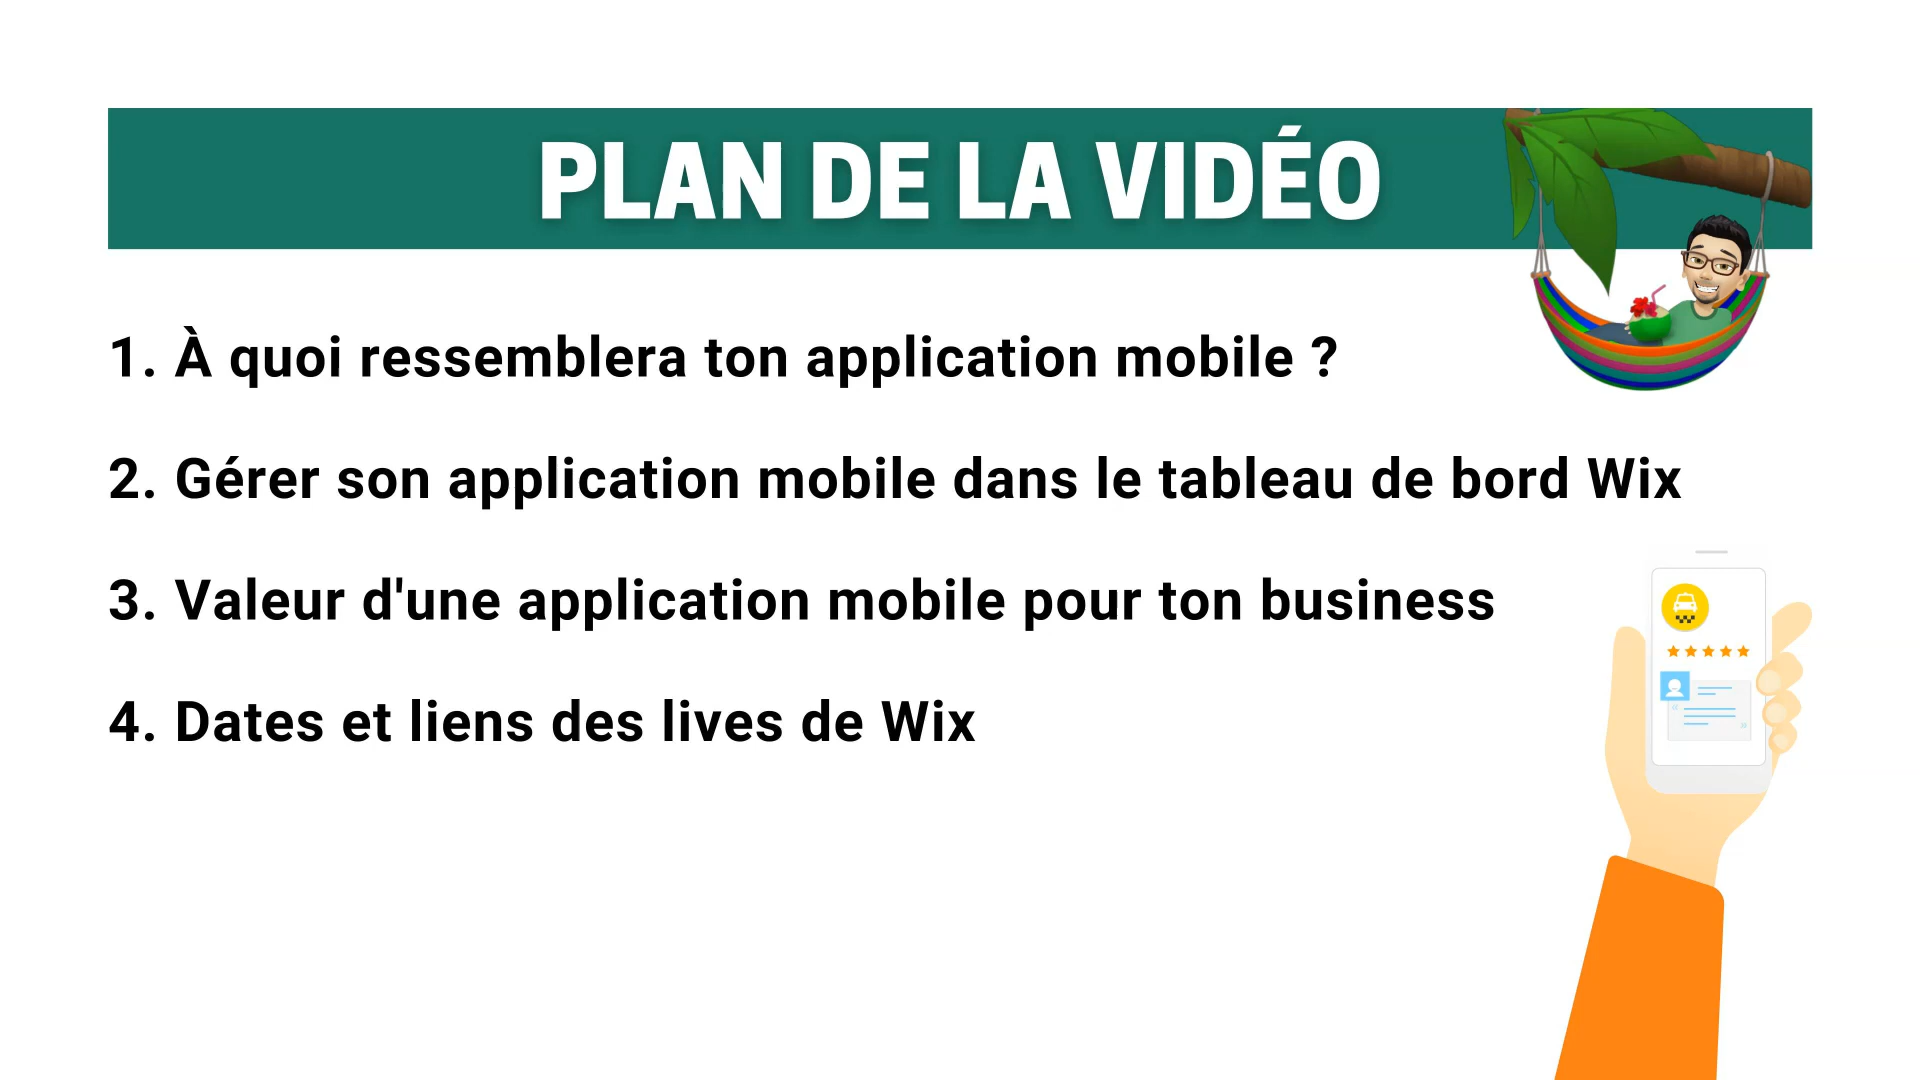 PLAN DE LA VIDÉO
1. À quoi ressemblera ton application mobile ?
2. Gérer son application mobile dans le tableau de bord Wix
3. Valeur d'une application mobile pour ton business
4. Dates et liens des lives de Wix